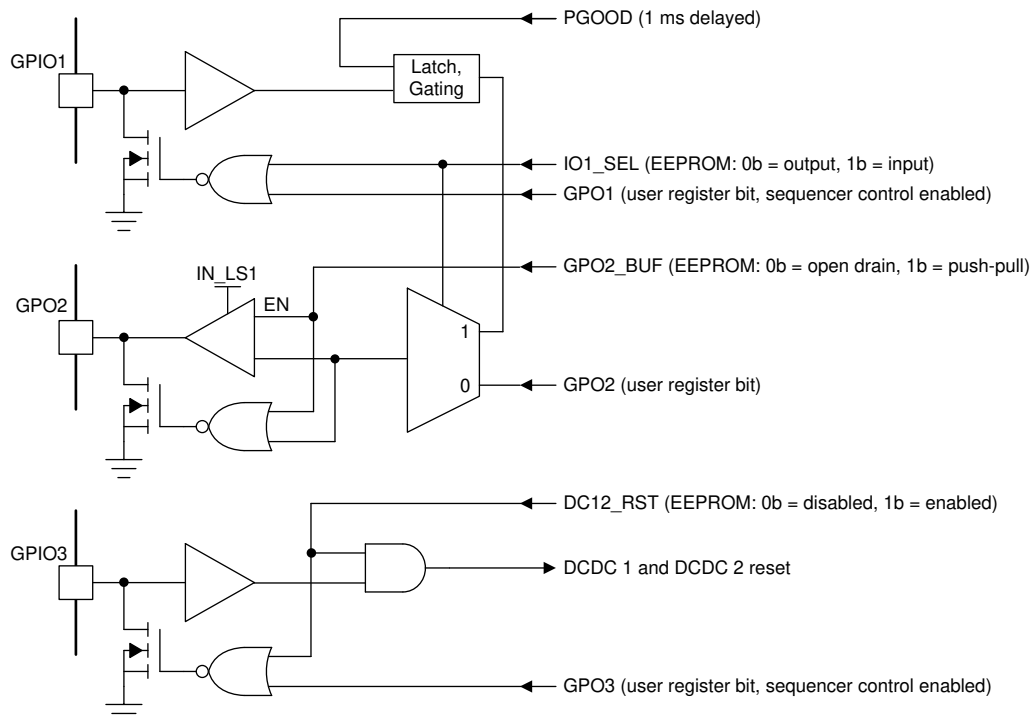 PGOOD (1 ms delayed)
GPIO1
Latch,
Gating
IO1_SEL (EEPROM: 0b = output, 1b = input)
GPO1 (user register bit, sequencer control enabled)
GPO2_BUF (EEPROM: 0b = open drain, 1b = push-pull)
IN_LS1
GPO2
EN
1
0
GPO2 (user register bit)
DC12_RST (EEPROM: 0b = disabled, 1b = enabled)
GPIO3
DCDC 1 and DCDC 2 reset
GPO3 (user register bit, sequencer control enabled)